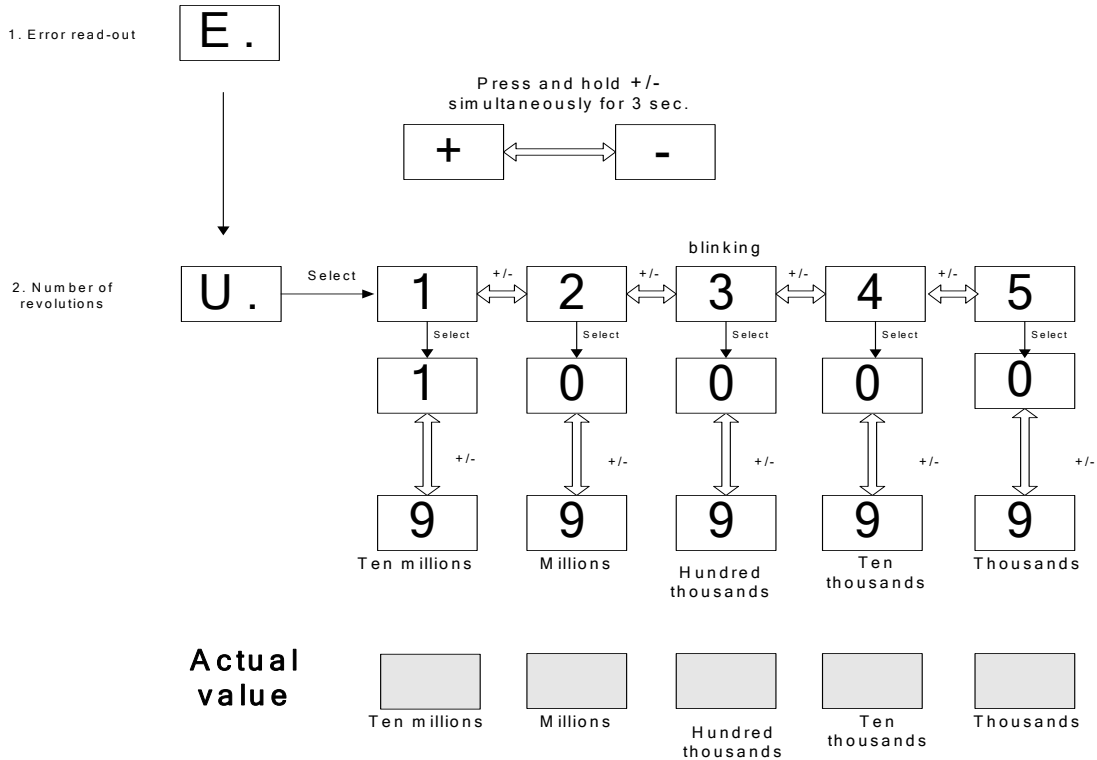 1. Error read-out
E.
Press and hold +/-
simultaneously for 3 sec.
+
-
blinking
2. Number of
revolutions
U.
Select
1
+/-
2
+/-
3
+/-
4
+/-
5
Select
Select
Select
Select
Select
1
0
0
0
0
+/-
+/-
+/-
+/-
+/-
9
9
9
9
9
Ten millions
Millions
Hundred
thousands
Ten
thousands
Thousands
Actual
value
Ten millions
Millions
Hundred
thousands
Ten
thousands
Thousands